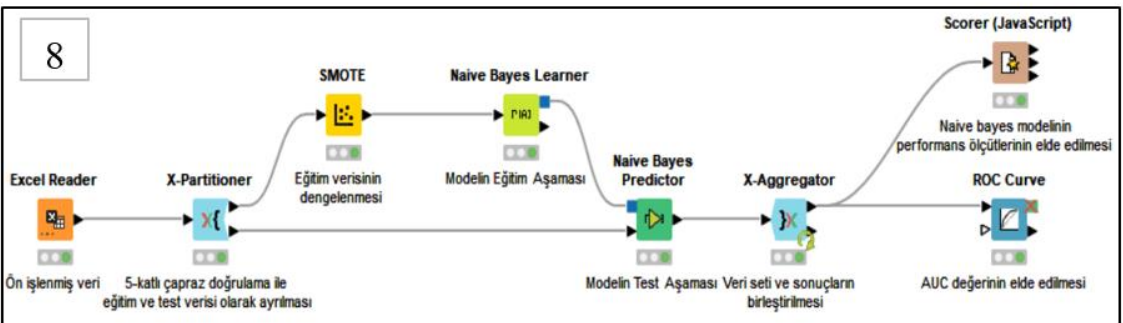 8
Scorer (JavaScript)
Naive bayes modelinin
performans ölçütlerinin elde edilmesi
SMOTE
Eğitim verisinin
dengelenmesi
Naive Bayes Learner
Modelin Eğitim Aşaması
Excel Reader
Ön işlenmiş veri
X-Partitioner
5-katlı çapraz doğrulama ile
eğitim ve test verisi olarak ayrılması
Naive Bayes
Predictor
Modelin Test Aşaması
X-Aggregator
Veri seti ve sonuçların
birleştirilmesi
ROC Curve
AUC değerinin elde edilmesi